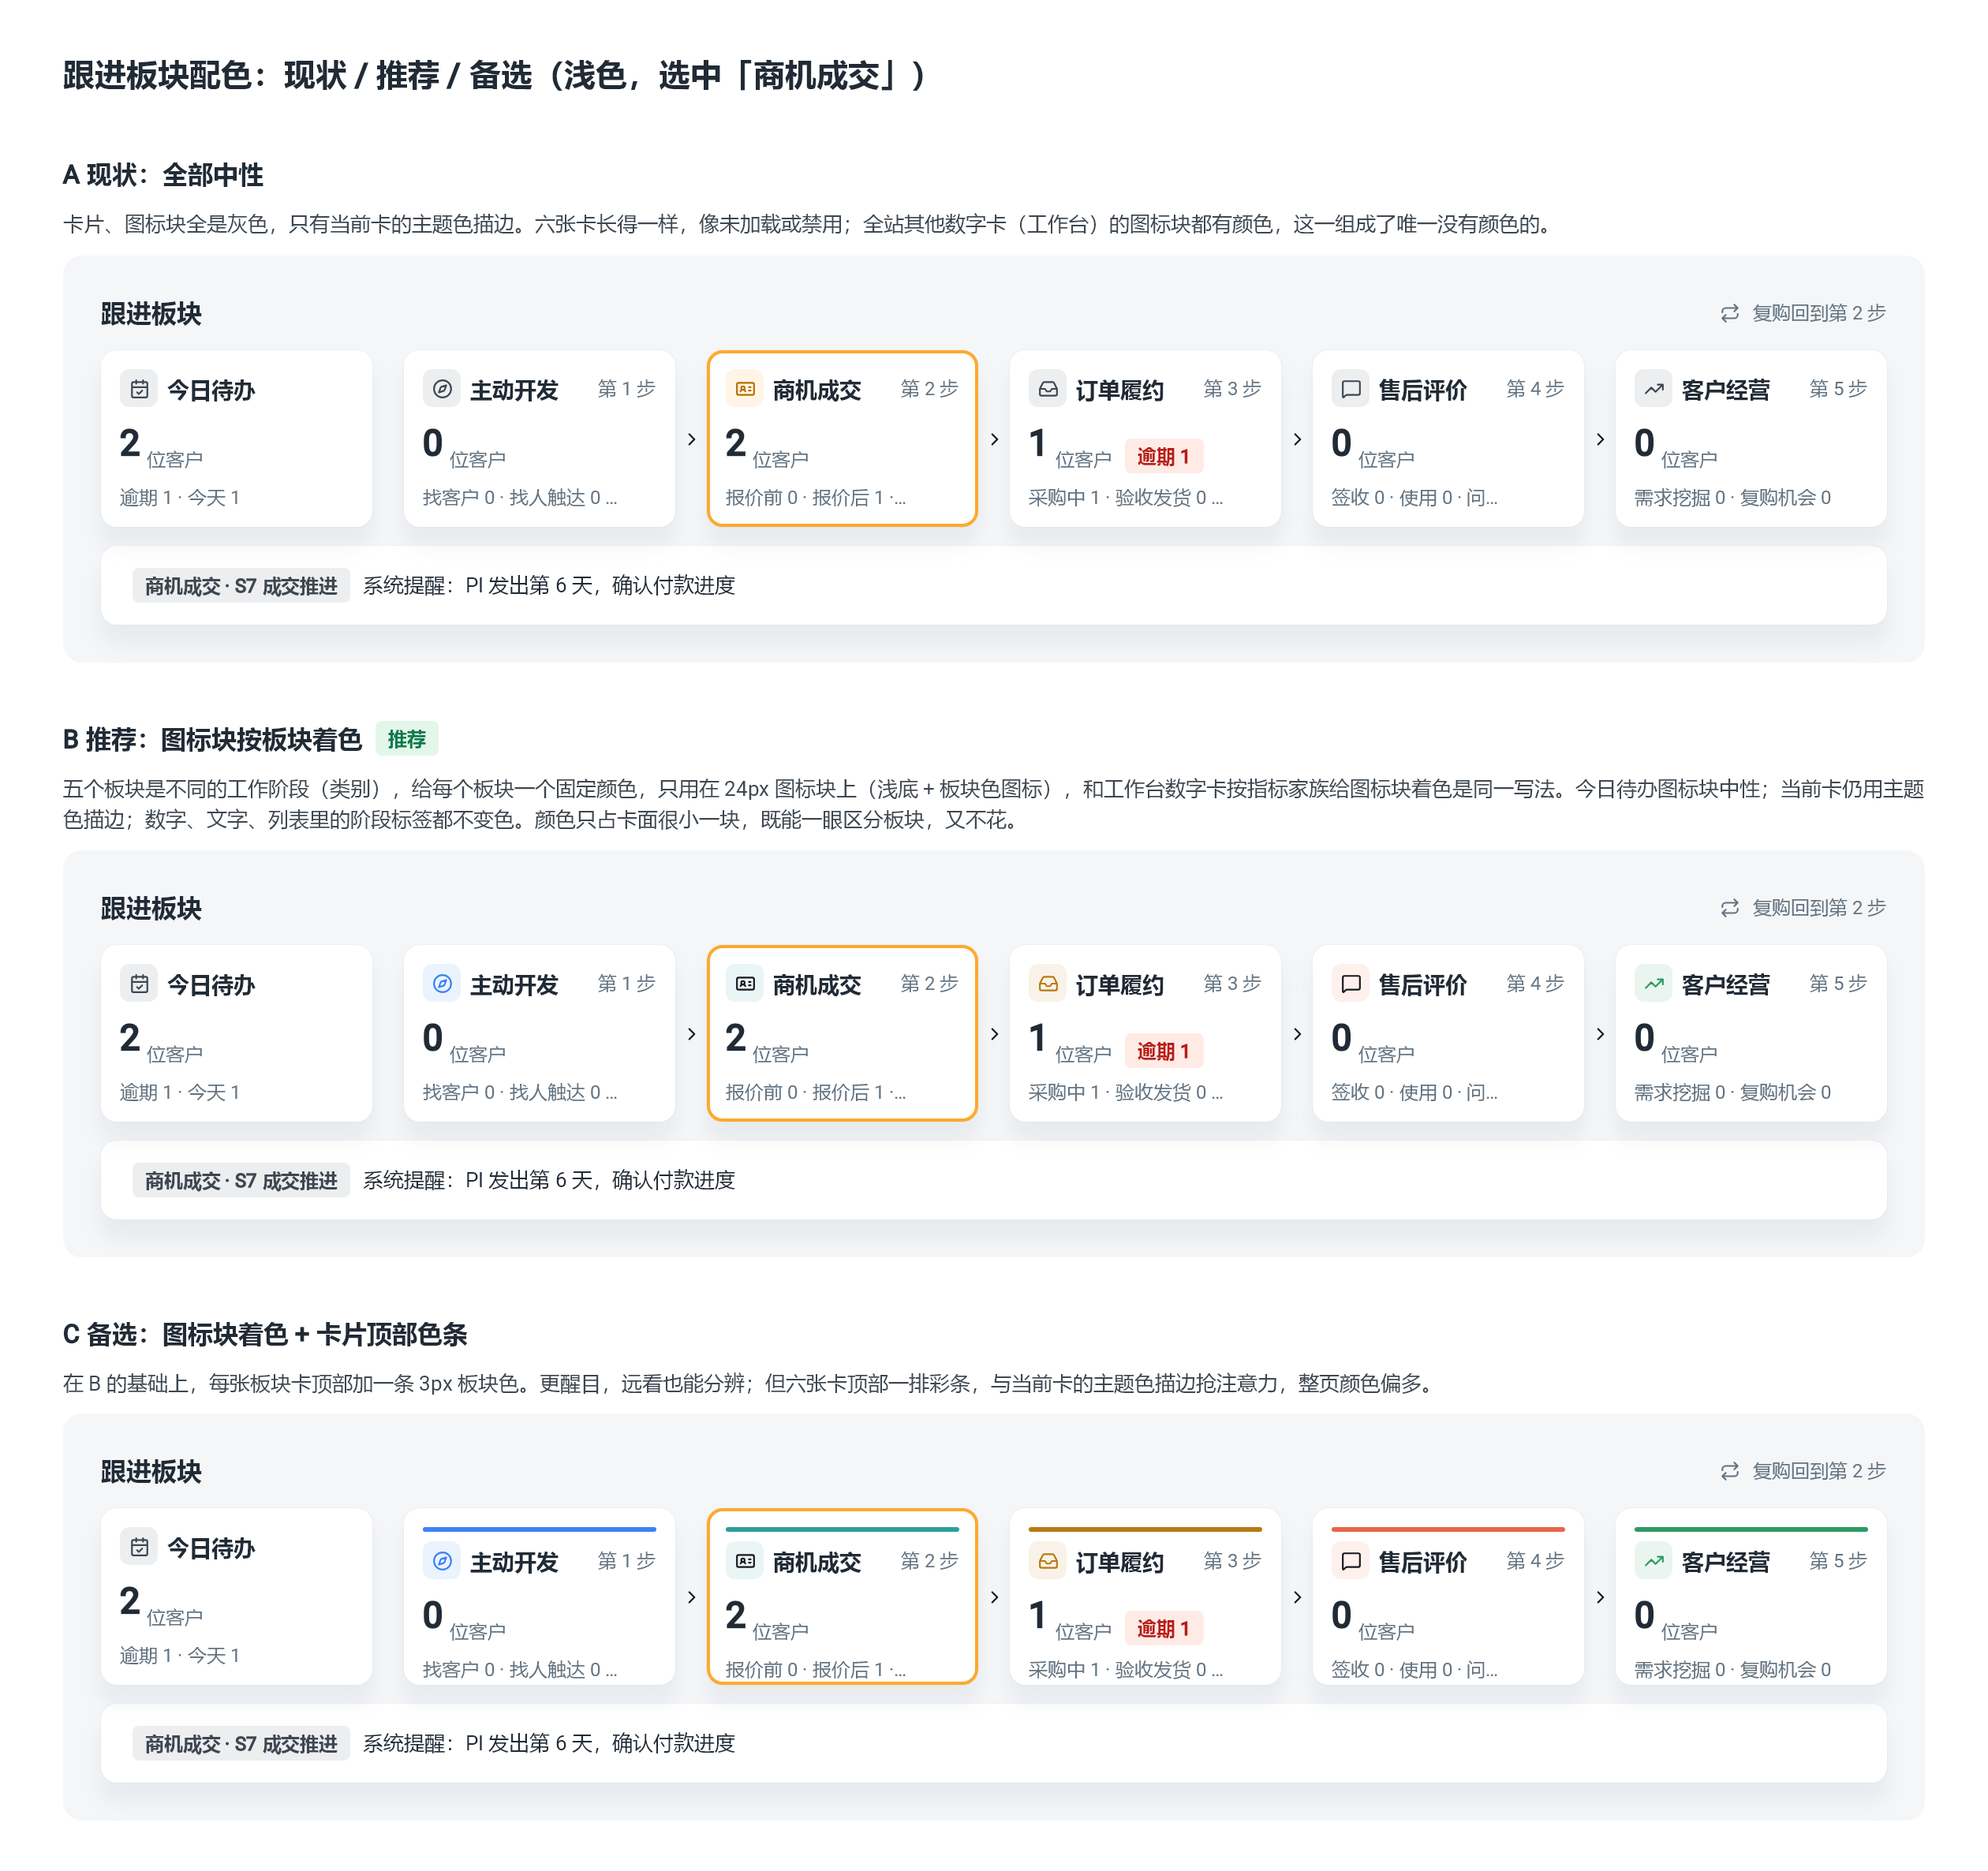 跟进板块配色：现状 / 推荐 / 备选（浅色，选中「商机成交」）
A 现状：全部中性
卡片、图标块全是灰色，只有当前卡的主题色描边。六张卡长得一样，像未加载或禁用；全站其他数字卡（工作台）的图标块都有颜色，这一组成了唯一没有颜色的。
跟进板块
复购回到第 2 步
今日待办
2 位客户
逾期 1 · 今天 1
主动开发 第 1 步
0 位客户
找客户 0 · 找人触达 0 ...
商机成交 第 2 步
2 位客户
报价前 0 · 报价后 1 ·...
订单履约 第 3 步
1 位客户 逾期 1
采购中 1 · 验收发货 0 ...
售后评价 第 4 步
0 位客户
签收 0 · 使用 0 · 问...
客户经营 第 5 步
0 位客户
需求挖掘 0 · 复购机会 0
商机成交 · S7 成交推进 系统提醒：PI 发出第 6 天，确认付款进度
B 推荐：图标块按板块着色 推荐
五个板块是不同的工作阶段（类别），给每个板块一个固定颜色，只用在 24px 图标块上（浅底 + 板块色图标），和工作台数字卡按指标家族给图标块着色是同一写法。今日待办图标块中性；当前卡仍用主题
色描边；数字、文字、列表里的阶段标签都不变色。颜色只占卡面很小一块，既能一眼区分板块，又不花。
跟进板块
复购回到第 2 步
今日待办
2 位客户
逾期 1 · 今天 1
主动开发 第 1 步
0 位客户
找客户 0 · 找人触达 0 ...
商机成交 第 2 步
2 位客户
报价前 0 · 报价后 1 ·...
订单履约 第 3 步
1 位客户 逾期 1
采购中 1 · 验收发货 0 ...
售后评价 第 4 步
0 位客户
签收 0 · 使用 0 · 问...
客户经营 第 5 步
0 位客户
需求挖掘 0 · 复购机会 0
商机成交 · S7 成交推进 系统提醒：PI 发出第 6 天，确认付款进度
C 备选：图标块着色 + 卡片顶部色条
在 B 的基础上，每张板块卡顶部加一条 3px 板块色。更醒目，远看也能分辨；但六张卡顶部一排彩条，与当前卡的主题色描边抢注意力，整页颜色偏多。
跟进板块
复购回到第 2 步
今日待办
2 位客户
逾期 1 · 今天 1
主动开发 第 1 步
0 位客户
找客户 0 · 找人触达 0 ...
商机成交 第 2 步
2 位客户
报价前 0 · 报价后 1 ·...
订单履约 第 3 步
1 位客户 逾期 1
采购中 1 · 验收发货 0 ...
售后评价 第 4 步
0 位客户
签收 0 · 使用 0 · 问...
客户经营 第 5 步
0 位客户
需求挖掘 0 · 复购机会 0
商机成交 · S7 成交推进 系统提醒：PI 发出第 6 天，确认付款进度